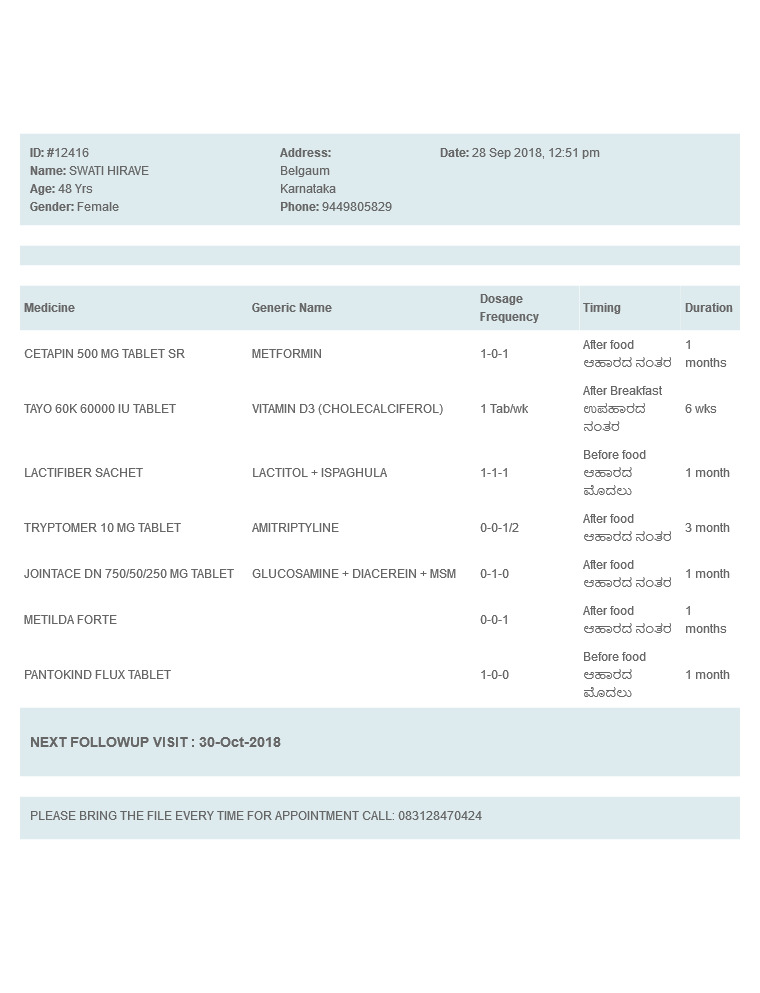 ID: #12416
Name: SWATI HIRAVE
Age: 48 Yrs
Gender: Female
Address:
Belgaum
Karnataka
Phone: 9449805829
Date: 28 Sep 2018, 12:51 pm
Medicine Generic Name Dosage Frequency Timing Duration
CETAPIN 500 MG TABLET SR METFORMIN 1-0-1 After food ಆಹಾರದ ನಂತರ 1 months
TAYO 60K 60000 IU TABLET VITAMIN D3 (CHOLECALCIFEROL) 1 Tab/wk After Breakfast ಉಪಹಾರದ ನಂತರ 6 wks
LACTIFIBER SACHET LACTITOL + ISPAGHULA 1-1-1 Before food ಆಹಾರದ ಮೊದಲು 1 month
TRYPTOMER 10 MG TABLET AMITRIPTYLINE 0-0-1/2 After food ಆಹಾರದ ನಂತರ 3 month
JOINTACE DN 750/50/250 MG TABLET GLUCOSAMINE + DIACEREIN + MSM 0-1-0 After food ಆಹಾರದ ನಂತರ 1 month
METILDA FORTE 0-0-1 After food ಆಹಾರದ ನಂತರ 1 months
PANTOKIND FLUX TABLET 1-0-0 Before food ಆಹಾರದ ಮೊದಲು 1 month
NEXT FOLLOWUP VISIT : 30-Oct-2018
PLEASE BRING THE FILE EVERY TIME FOR APPOINTMENT CALL: 083128470424